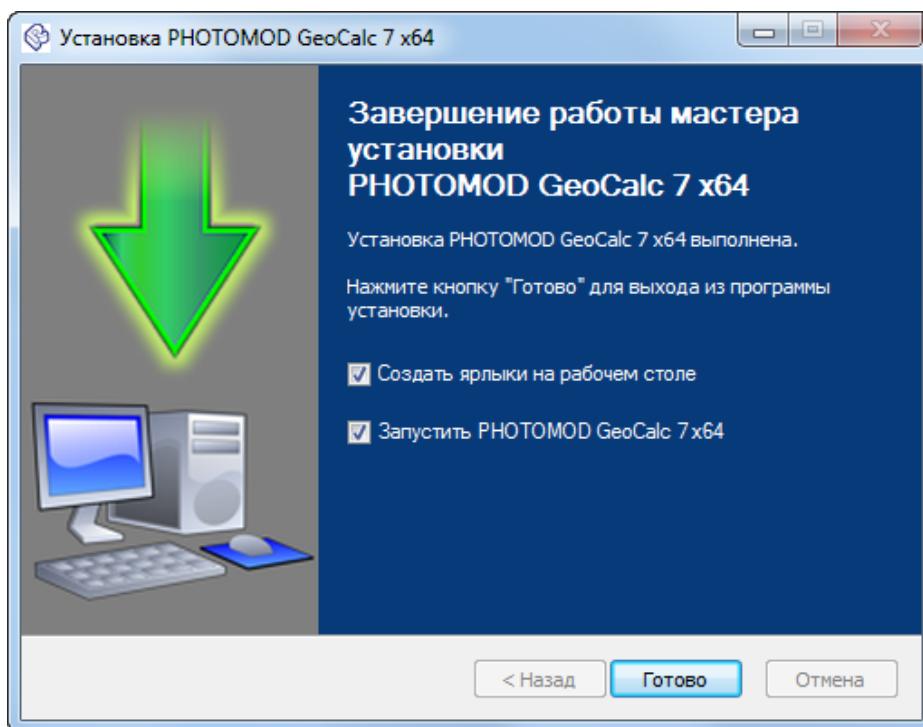 Установка PHOTOMOD GeoCalc 7 x64
Завершение работы мастера
установки
PHOTOMOD GeoCalc 7 x64
Установка PHOTOMOD GeoCalc 7 x64 выполнена.
Нажмите кнопку "Готово" для выхода из программы
установки.
Создать ярлыки на рабочем столе
Запустить PHOTOMOD GeoCalc 7 x64
< Назад
Готово
Отмена